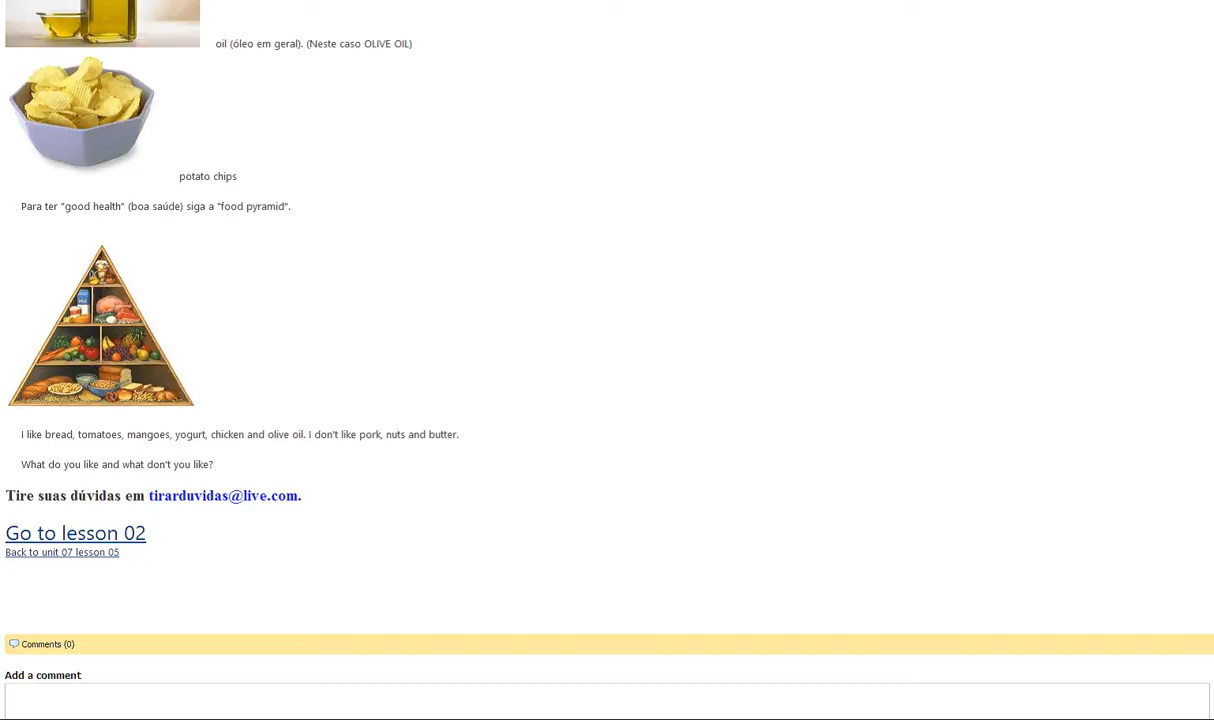 oil (óleo em geral). (Neste caso OLIVE OIL)
potato chips
Para ter "good health" (boa saúde) siga a "food pyramid".
I like bread, tomatoes, mangoes, yogurt, chicken and olive oil. I don't like pork, nuts and butter.
What do you like and what don't you like?
Tire suas dúvidas em tirarduvidas@live.com.
Go to lesson 02
Back to unit 07 lesson 05
Comments (0)
Add a comment